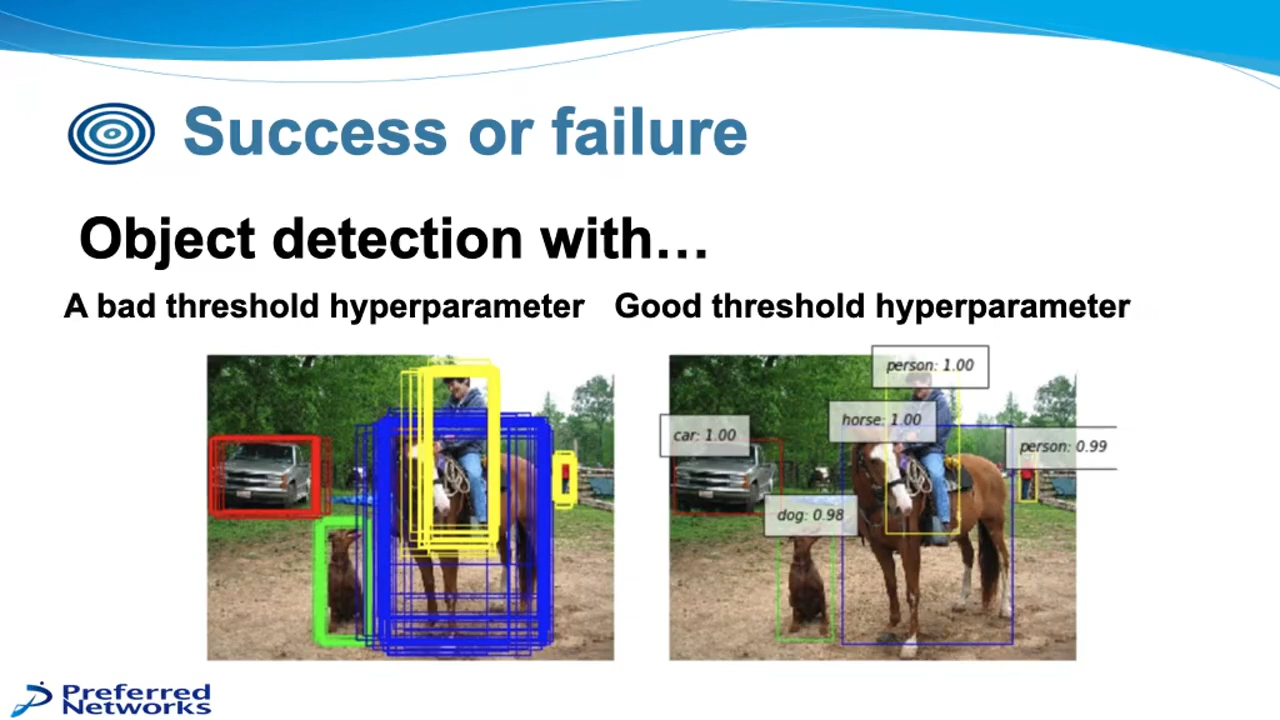 Success or failure
Object detection with…
A bad threshold hyperparameter
Good threshold hyperparameter
person: 1.00
horse: 1.00
car: 1.00
person: 0.99
dog: 0.98
Preferred
Networks